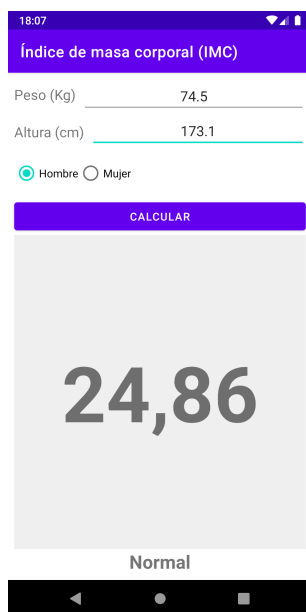 18:07
Índice de masa corporal (IMC)
Peso (Kg) 74.5
Altura (cm) 173.1
Hombre Mujer
CALCULAR
24,86
Normal